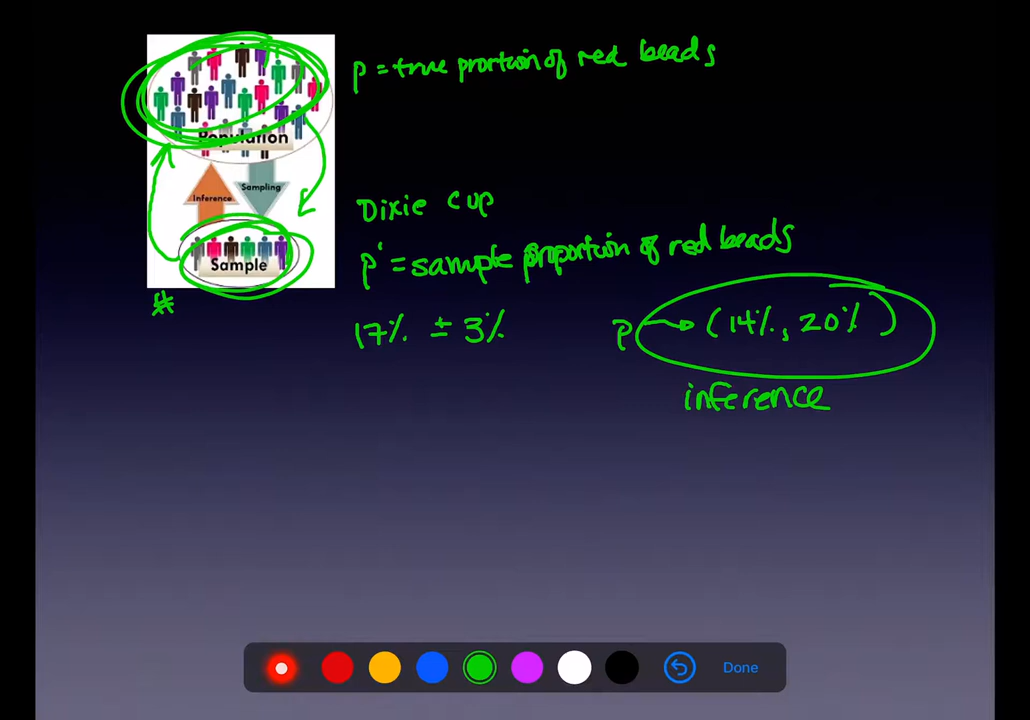 p = true prortion of red beads
Population
Inference
Sampling
Dixie cup
Sample
p' = sample proportion of red beads
*
17% ± 3%
p → (14%, 20%)
inference
Done